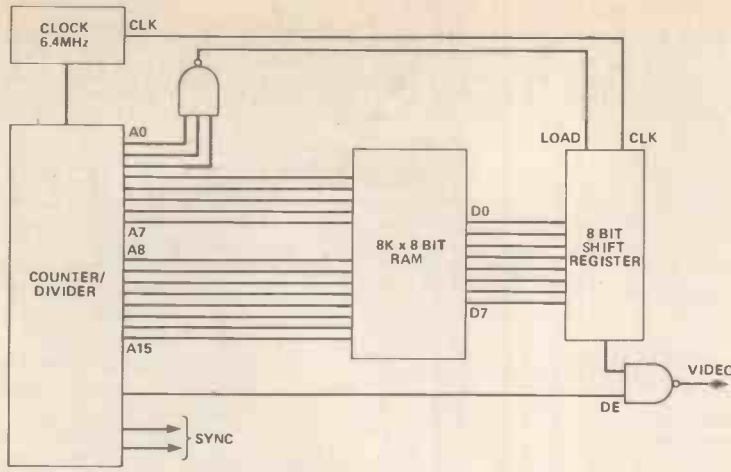 CLOCK
6.4MHz
CLK
A0
A7
A8
A15
COUNTER/
DIVIDER
8K x 8 BIT
RAM
D0
D7
LOAD
CLK
8 BIT
SHIFT
REGISTER
VIDEO
DE
SYNC